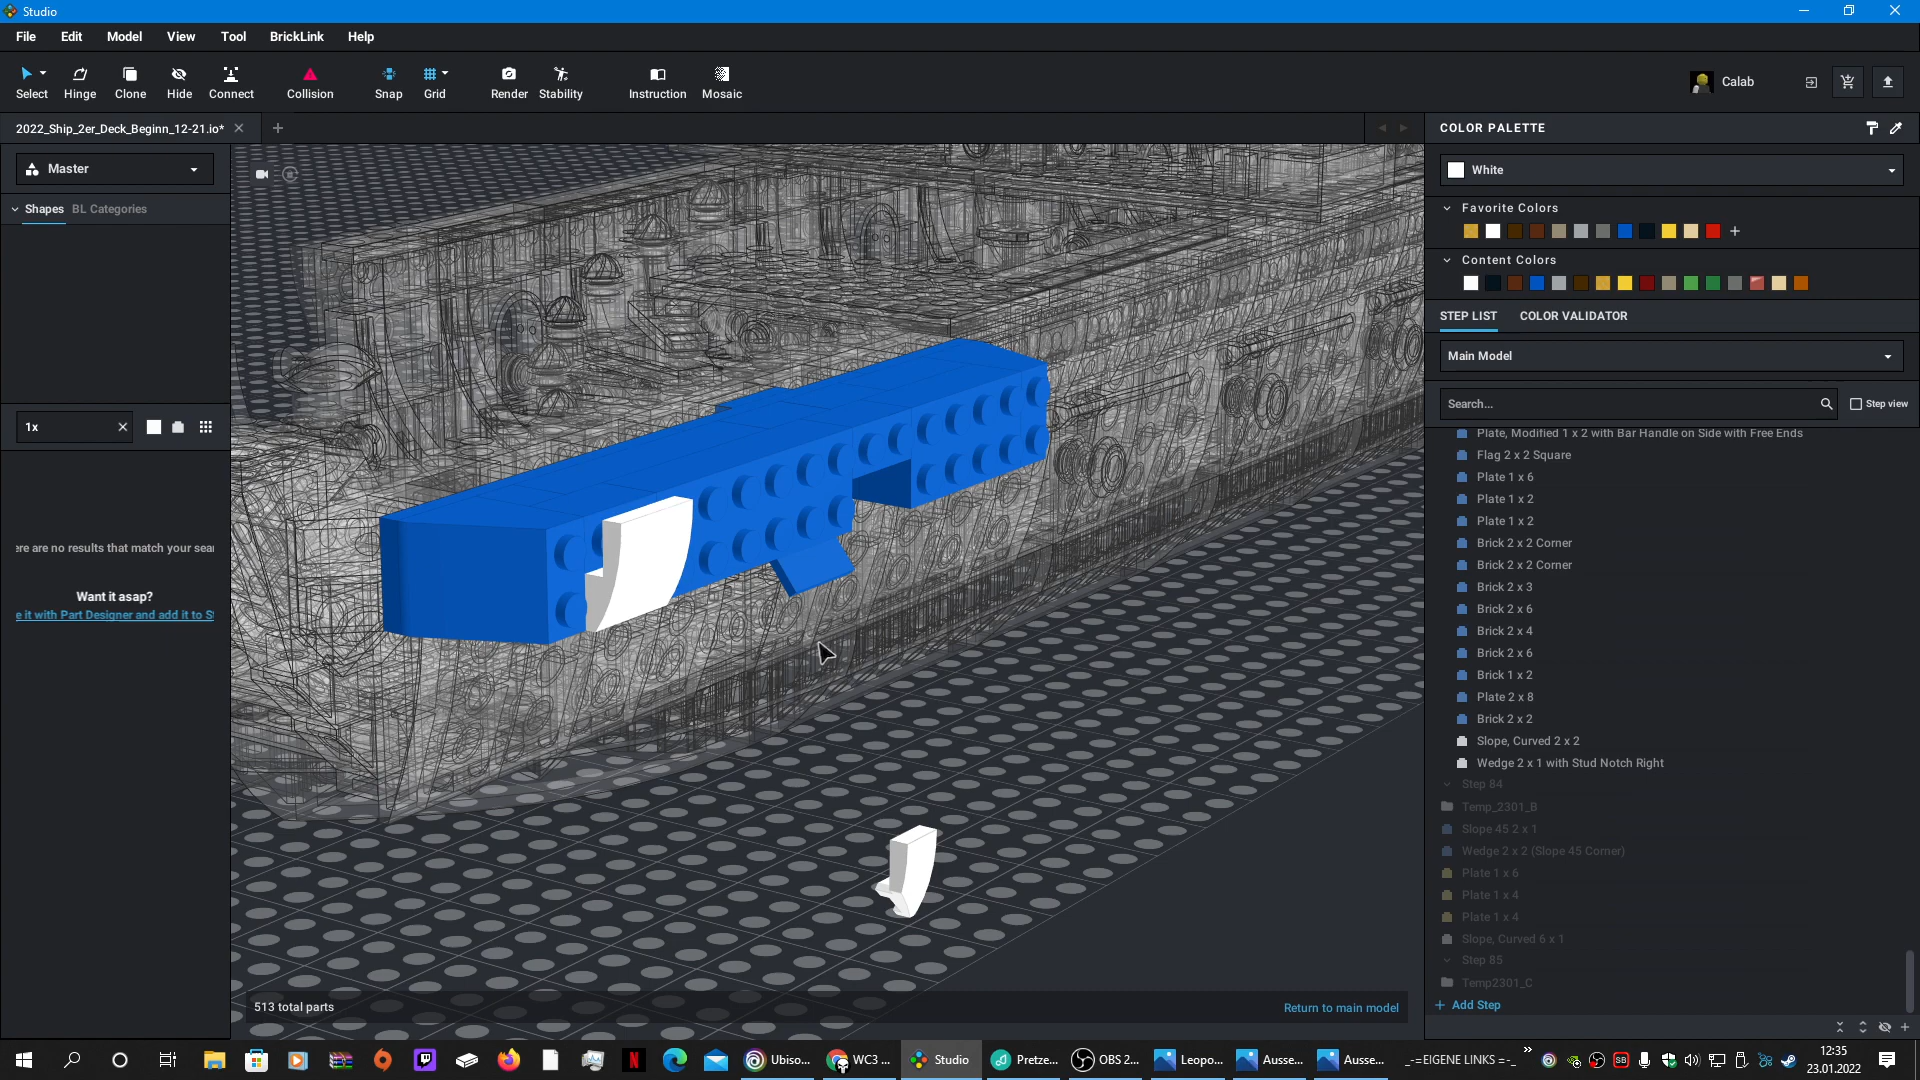 Studio
File Edit Model View Tool BrickLink Help
Select Hinge Clone Hide Connect Collision Snap Grid Render Stability Instruction Mosaic
Calab
2022_Ship_2er_Deck_Beginn_12-21.io*
Master
Shapes BL Categories
1x
ere are no results that match your sear
Want it asap?
e it with Part Designer and add it to St
513 total parts
Return to main model
COLOR PALETTE
White
Favorite Colors
Content Colors
STEP LIST COLOR VALIDATOR
Main Model
Search...
Step view
Plate, Modified 1 x 2 with Bar Handle on Side with Free Ends
Flag 2 x 2 Square
Plate 1 x 6
Plate 1 x 2
Plate 1 x 2
Brick 2 x 2 Corner
Brick 2 x 2 Corner
Brick 2 x 3
Brick 2 x 6
Brick 2 x 4
Brick 2 x 6
Brick 1 x 2
Plate 2 x 8
Brick 2 x 2
Slope, Curved 2 x 2
Wedge 2 x 1 with Stud Notch Right
Step 84
Temp_2301_B
Slope 45 2 x 1
Wedge 2 x 2 (Slope 45 Corner)
Plate 1 x 6
Plate 1 x 4
Plate 1 x 4
Slope, Curved 6 x 1
Step 85
Temp2301_C
Add Step
Ubiso... WC3 ... Studio Pretze... OBS 2... Leopo... Ausse... Ausse... _-=EIGENE LINKS =-_
SB
12:35
23.01.2022